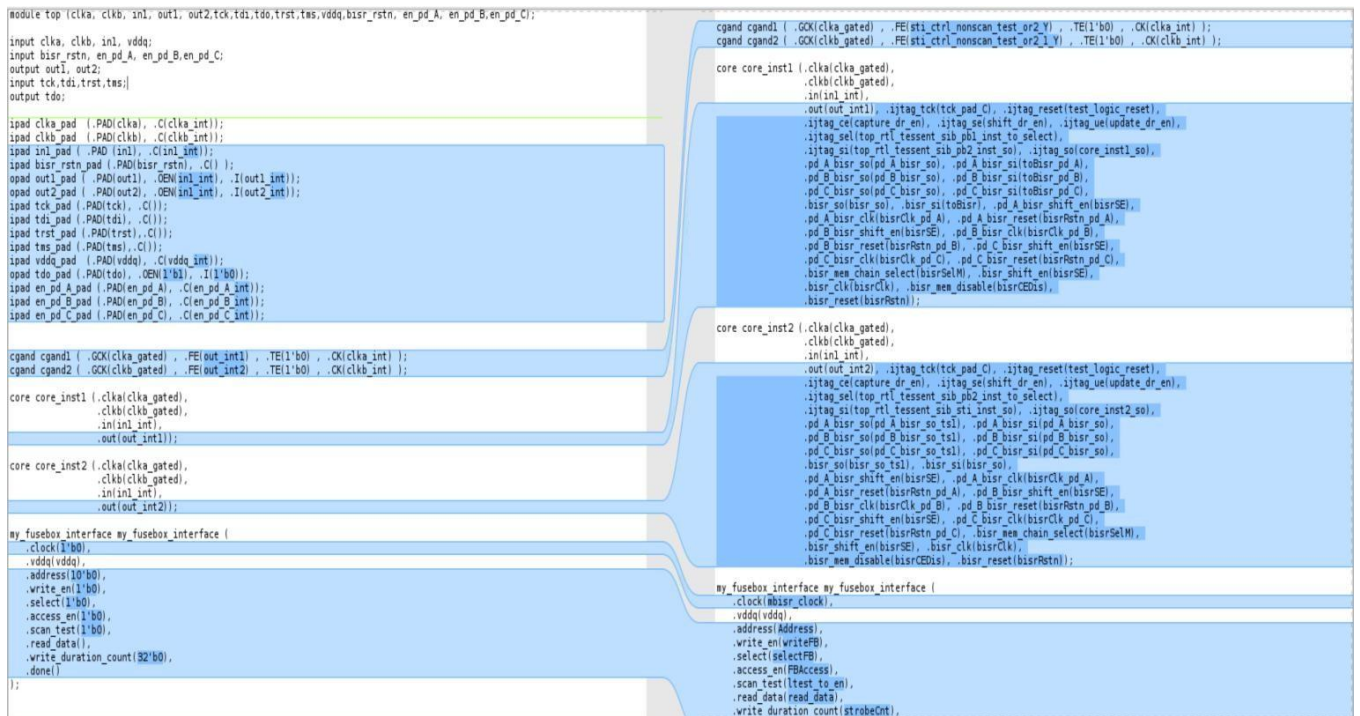 module top (clka, clkb, in1, out1, out2,tck,tdi,tdo,trst,tms,vddq,bisr_rstn, en_pd_A, en_pd_B,en_pd_C);
input clka, clkb, in1, vddq;
input bisr_rstn, en_pd_A, en_pd_B,en_pd_C;
output out1, out2;
input tck,tdi,trst,tms;
output tdo;
ipad clka_pad (.PAD(clka), .C(clka_int));
ipad clkb_pad (.PAD(clkb), .C(clkb_int));
ipad in1_pad ( .PAD (in1), .C(in1_int));
ipad bisr_rstn_pad (.PAD(bisr_rstn), .C() );
opad out1_pad ( .PAD(out1), .OEN(in1_int), .I(out1_int));
opad out2_pad ( .PAD(out2), .OEN(in1_int), .I(out2_int));
ipad tck_pad (.PAD(tck), .C());
ipad tdi_pad (.PAD(tdi), .C());
ipad trst_pad (.PAD(trst),.C());
ipad tms_pad (.PAD(tms),.C());
ipad vddq_pad (.PAD(vddq), .C(vddq_int));
opad tdo_pad (.PAD(tdo), .OEN(1'b1), .I(1'b0));
ipad en_pd_A_pad (.PAD(en_pd_A), .C(en_pd_A_int));
ipad en_pd_B_pad (.PAD(en_pd_B), .C(en_pd_B_int));
ipad en_pd_C_pad (.PAD(en_pd_C), .C(en_pd_C_int));
cgand cgand1 ( .GCK(clka_gated) , .FE(out_int1) , .TE(1'b0) , .CK(clka_int) );
cgand cgand2 ( .GCK(clkb_gated) , .FE(out_int2) , .TE(1'b0) , .CK(clkb_int) );
core core_inst1 (.clka(clka_gated),
.clkb(clkb_gated),
.in(in1_int),
.out(out_int1));
core core_inst2 (.clka(clka_gated),
.clkb(clkb_gated),
.in(in1_int),
.out(out_int2));
my_fusebox_interface my_fusebox_interface (
.clock(1'b0),
.vddq(vddq),
.address(10'b0),
.write_en(1'b0),
.select(1'b0),
.access_en(1'b0),
.scan_test(1'b0),
.read_data(),
.write_duration_count(32'b0),
.done()
);
cgand cgand1 ( .GCK(clka_gated) , .FE(sti_ctrl_nonscan_test_or2_Y) , .TE(1'b0) , .CK(clka_int) );
cgand cgand2 ( .GCK(clkb_gated) , .FE(sti_ctrl_nonscan_test_or2_1_Y) , .TE(1'b0) , .CK(clkb_int) );
core core_inst1 (.clka(clka_gated),
.clkb(clkb_gated),
.in(in1_int),
.out(out_int1), .ijtag_tck(tck_pad_C), .ijtag_reset(test_logic_reset),
.ijtag_ce(capture_dr_en), .ijtag_se(shift_dr_en), .ijtag_ue(update_dr_en),
.ijtag_sel(top_rtl_tessent_sib_pb1_inst_to_select),
.ijtag_si(top_rtl_tessent_sib_pb2_inst_so), .ijtag_so(core_inst1_so),
.pd_A_bisr_so(pd_A_bisr_so), .pd_A_bisr_si(toBisr_pd_A),
.pd_B_bisr_so(pd_B_bisr_so), .pd_B_bisr_si(toBisr_pd_B),
.pd_C_bisr_so(pd_C_bisr_so), .pd_C_bisr_si(toBisr_pd_C),
.bisr_so(bisr_so), .bisr_si(toBisr), .pd_A_bisr_shift_en(bisrSE),
.pd_A_bisr_clk(bisrClk_pd_A), .pd_A_bisr_reset(bisrRstn_pd_A),
.pd_B_bisr_shift_en(bisrSE), .pd_B_bisr_clk(bisrClk_pd_B),
.pd_B_bisr_reset(bisrRstn_pd_B), .pd_C_bisr_shift_en(bisrSE),
.pd_C_bisr_clk(bisrClk_pd_C), .pd_C_bisr_reset(bisrRstn_pd_C),
.bisr_mem_chain_select(bisrSelM), .bisr_shift_en(bisrSE),
.bisr_clk(bisrClk), .bisr_mem_disable(bisrCEDis),
.bisr_reset(bisrRstn));
core core_inst2 (.clka(clka_gated),
.clkb(clkb_gated),
.in(in1_int),
.out(out_int2), .ijtag_tck(tck_pad_C), .ijtag_reset(test_logic_reset),
.ijtag_ce(capture_dr_en), .ijtag_se(shift_dr_en), .ijtag_ue(update_dr_en),
.ijtag_sel(top_rtl_tessent_sib_pb2_inst_to_select),
.ijtag_si(top_rtl_tessent_sib_sti_inst_so), .ijtag_so(core_inst2_so),
.pd_A_bisr_so(pd_A_bisr_so_ts1), .pd_A_bisr_si(pd_A_bisr_so),
.pd_B_bisr_so(pd_B_bisr_so_ts1), .pd_B_bisr_si(pd_B_bisr_so),
.pd_C_bisr_so(pd_C_bisr_so_ts1), .pd_C_bisr_si(pd_C_bisr_so),
.bisr_so(bisr_so_ts1), .bisr_si(bisr_so),
.pd_A_bisr_shift_en(bisrSE), .pd_A_bisr_clk(bisrClk_pd_A),
.pd_A_bisr_reset(bisrRstn_pd_A), .pd_B_bisr_shift_en(bisrSE),
.pd_B_bisr_clk(bisrClk_pd_B), .pd_B_bisr_reset(bisrRstn_pd_B),
.pd_C_bisr_shift_en(bisrSE), .pd_C_bisr_clk(bisrClk_pd_C),
.pd_C_bisr_reset(bisrRstn_pd_C), .bisr_mem_chain_select(bisrSelM),
.bisr_shift_en(bisrSE), .bisr_clk(bisrClk),
.bisr_mem_disable(bisrCEDis), .bisr_reset(bisrRstn));
my_fusebox_interface my_fusebox_interface (
.clock(mbisr_clock),
.vddq(vddq),
.address(Address),
.write_en(writeFB),
.select(selectFB),
.access_en(FBAccess),
.scan_test(ltest_to_en),
.read_data(read_data),
.write_duration_count(strobeCnt),